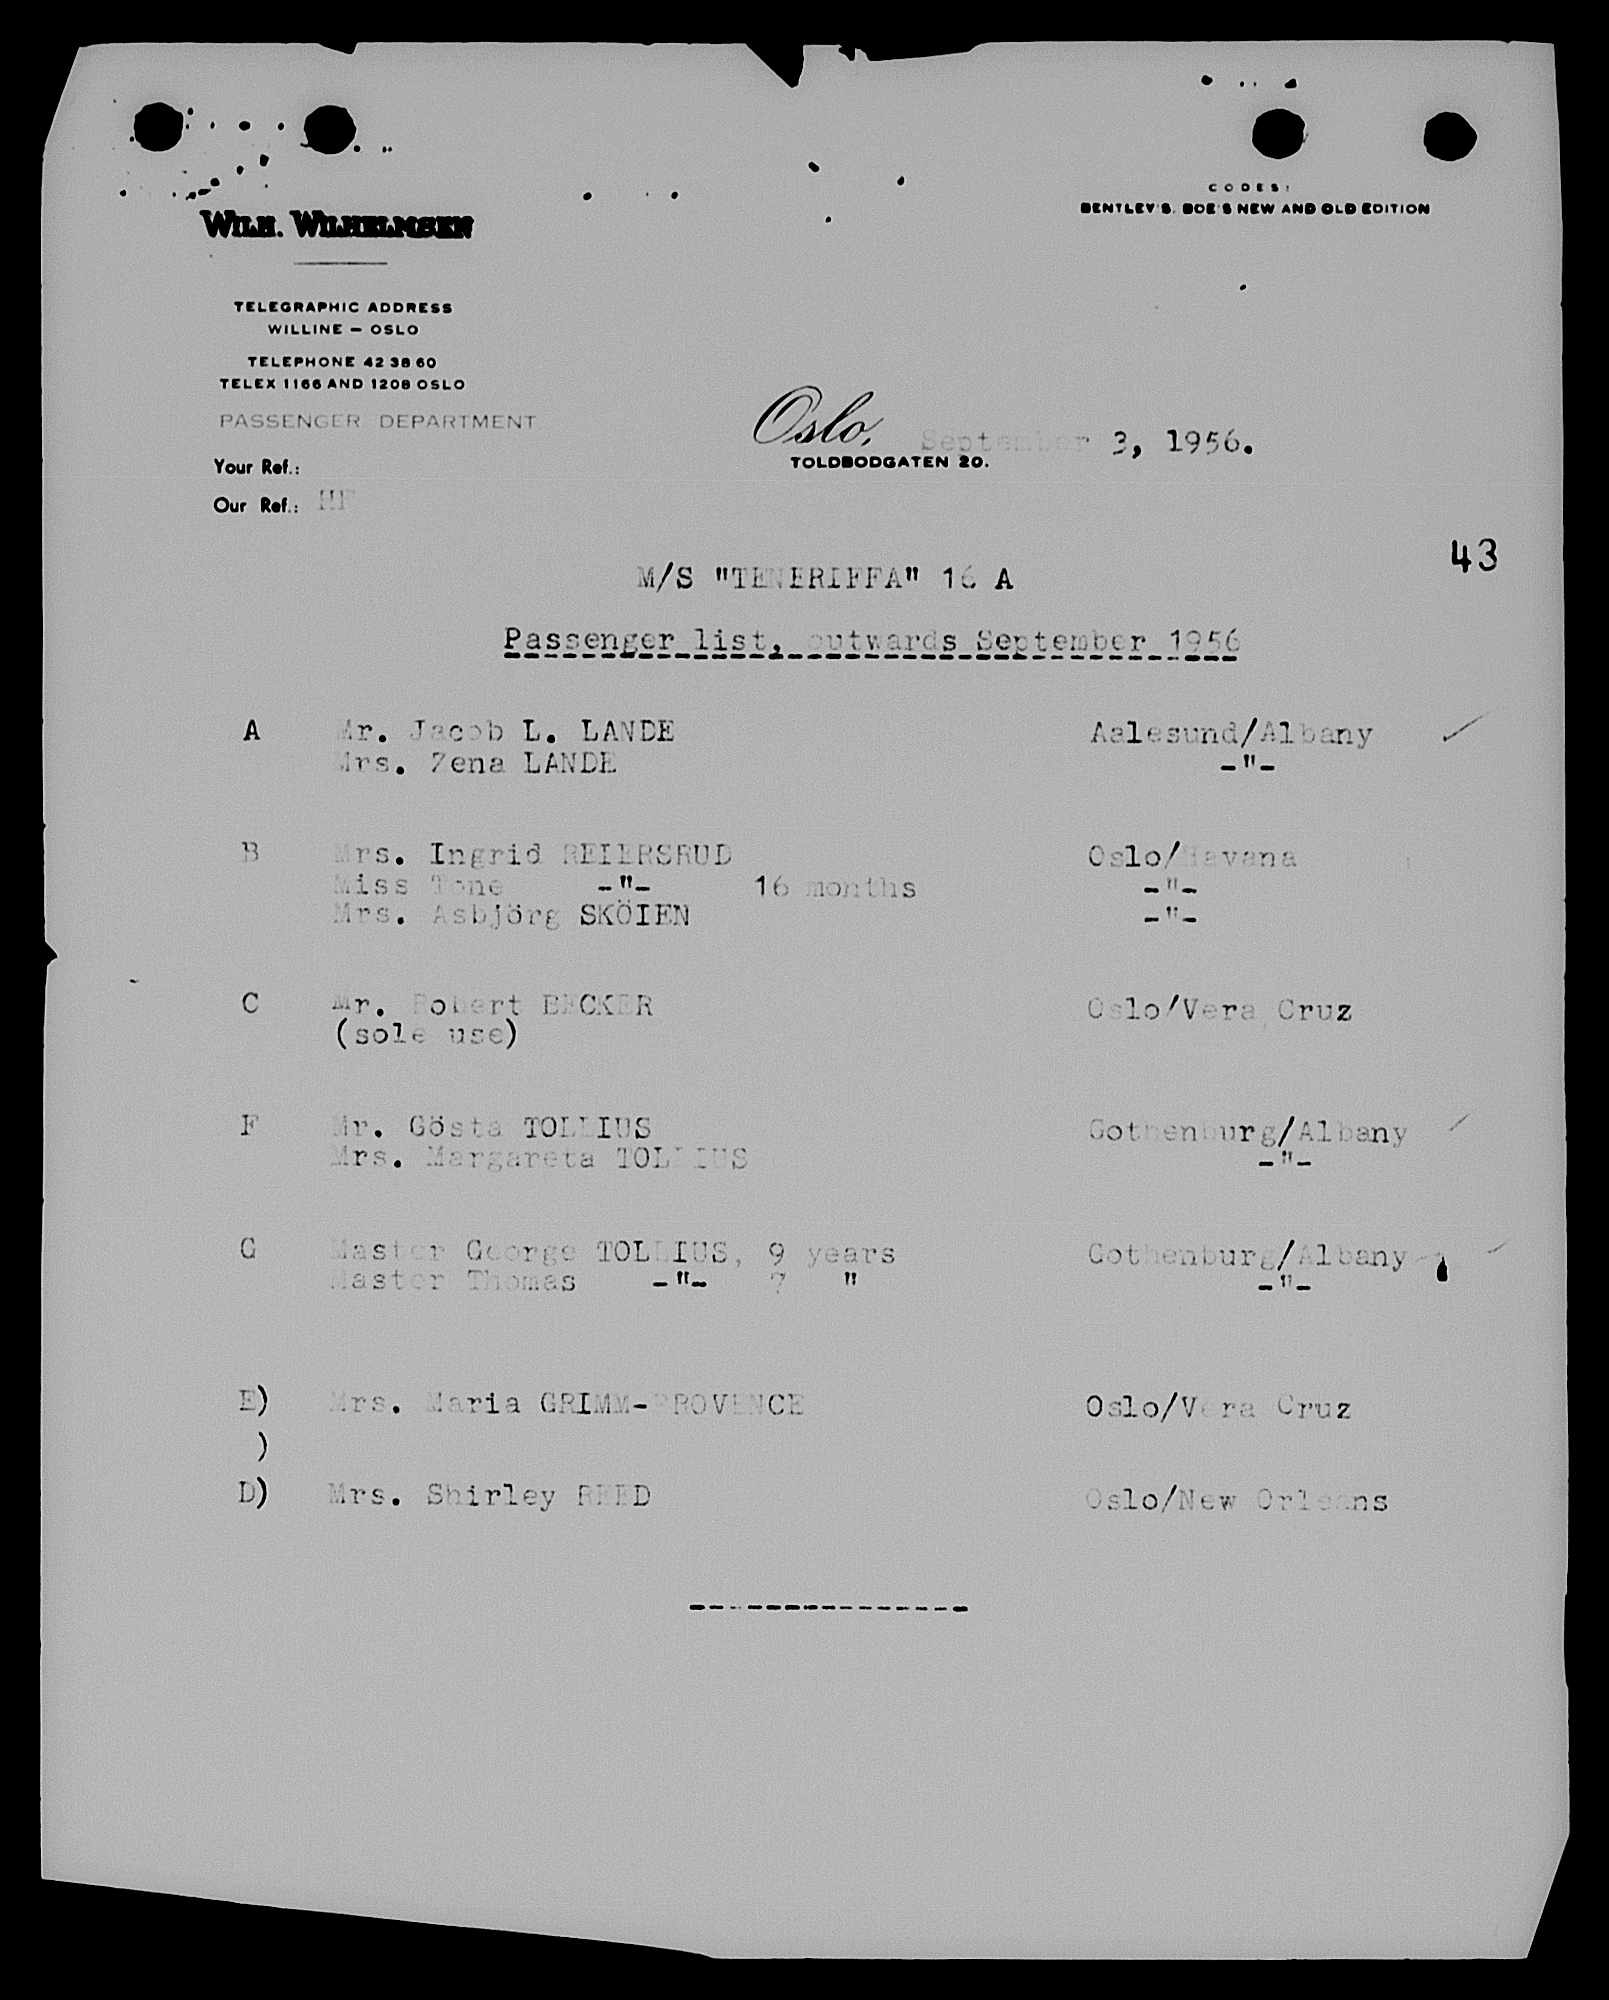 WILH. WILHELMSEN
CODES:
BENTLEY'S. BOE'S NEW AND OLD EDITION
TELEGRAPHIC ADDRESS
WILLINE — OSLO
TELEPHONE 42 38 60
TELEX 1166 AND 1208 OSLO
PASSENGER DEPARTMENT
Oslo, September 3, 1956.
TOLDBODGATEN 20.
Your Ref.:
Our Ref.: HF
43
M/S "TENERIFFA" 16 A
Passenger list, outwards September 1956
A Mr. Jacob L. LANDE Aalesund/Albany
Mrs. Zena LANDE -"-
B Mrs. Ingrid REIERSRUD Oslo/Havana
Miss Tone -"- 16 months -"-
Mrs. Asbjörg SKÖIEN -"-
C Mr. Robert BECKER Oslo/Vera Cruz
(sole use)
F Mr. Gösta TOLLIUS Gothenburg/Albany
Mrs. Margareta TOLLIUS -"-
G Master George TOLLIUS, 9 years Gothenburg/Albany
Master Thomas -"- 7 " -"-
E) Mrs. Maria GRIMM-PROVENCE Oslo/Vera Cruz
)
D) Mrs. Shirley REED Oslo/New Orleans